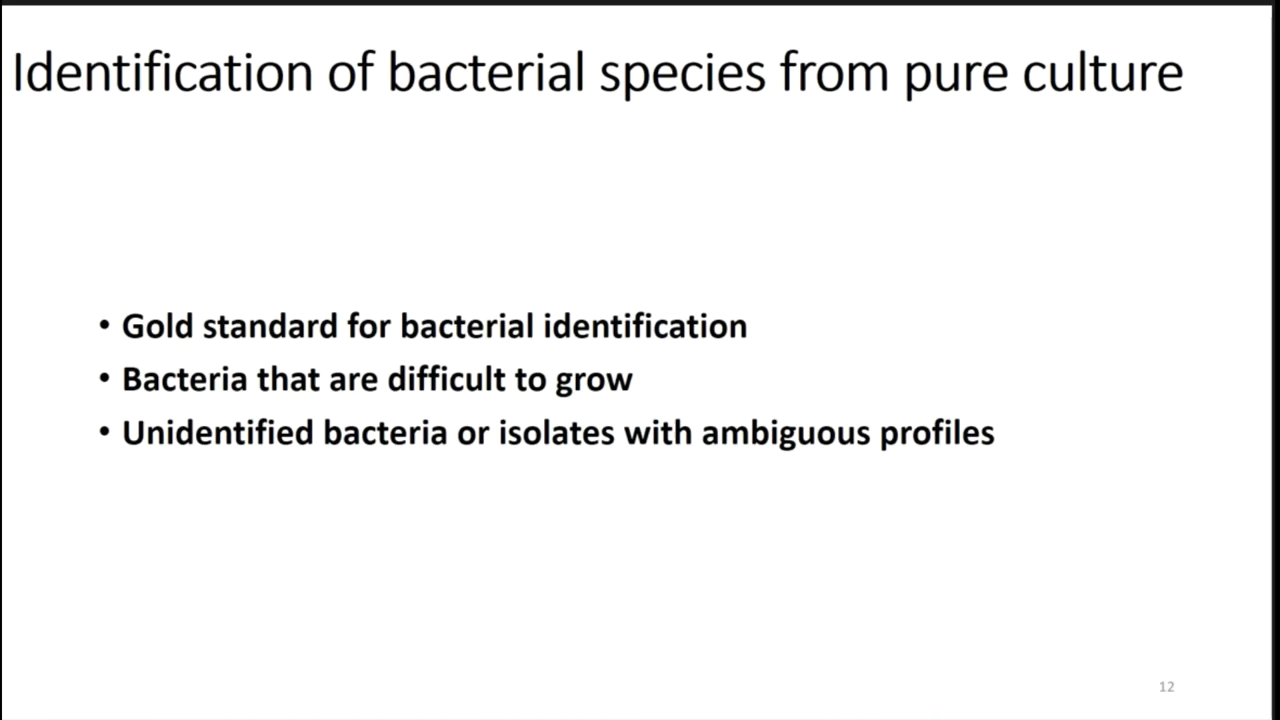 Identification of bacterial species from pure culture
• Gold standard for bacterial identification
• Bacteria that are difficult to grow
• Unidentified bacteria or isolates with ambiguous profiles
12